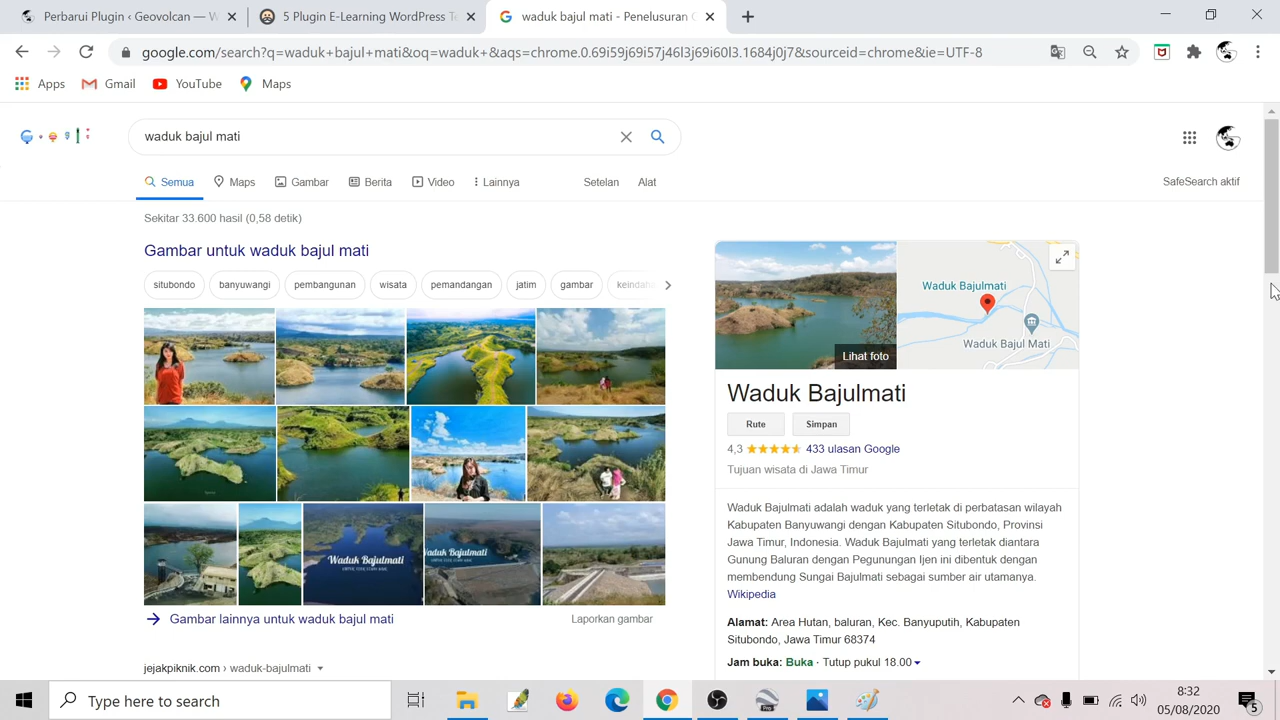 Perbarui Plugin ‹ Geovolcan — W
5 Plugin E-Learning WordPress Te
waduk bajul mati - Penelusuran G
google.com/search?q=waduk+bajul+mati&oq=waduk+&aqs=chrome.0.69i59j69i57j46l3j69i60l3.1684j0j7&sourceid=chrome&ie=UTF-8
Apps
Gmail
YouTube
Maps
waduk bajul mati
Semua
Maps
Gambar
Berita
Video
Lainnya
Setelan
Alat
SafeSearch aktif
Sekitar 33.600 hasil (0,58 detik)
Gambar untuk waduk bajul mati
situbondo
banyuwangi
pembangunan
wisata
pemandangan
jatim
gambar
keindaha
Waduk Bajulmati
Waduk Bajulmati
Gambar lainnya untuk waduk bajul mati
Laporkan gambar
jejakpiknik.com › waduk-bajulmati
Waduk Bajulmati
Waduk Bajul Mati
Lihat foto
Waduk Bajulmati
Rute
Simpan
4,3
433 ulasan Google
Tujuan wisata di Jawa Timur
Waduk Bajulmati adalah waduk yang terletak di perbatasan wilayah
Kabupaten Banyuwangi dengan Kabupaten Situbondo, Provinsi
Jawa Timur, Indonesia. Waduk Bajulmati yang terletak diantara
Gunung Baluran dengan Pegunungan Ijen ini dibentuk dengan
membendung Sungai Bajulmati sebagai sumber air utamanya.
Wikipedia
Alamat: Area Hutan, baluran, Kec. Banyuputih, Kabupaten
Situbondo, Jawa Timur 68374
Jam buka: Buka · Tutup pukul 18.00
Type here to search
Pro
8:32
05/08/2020
5